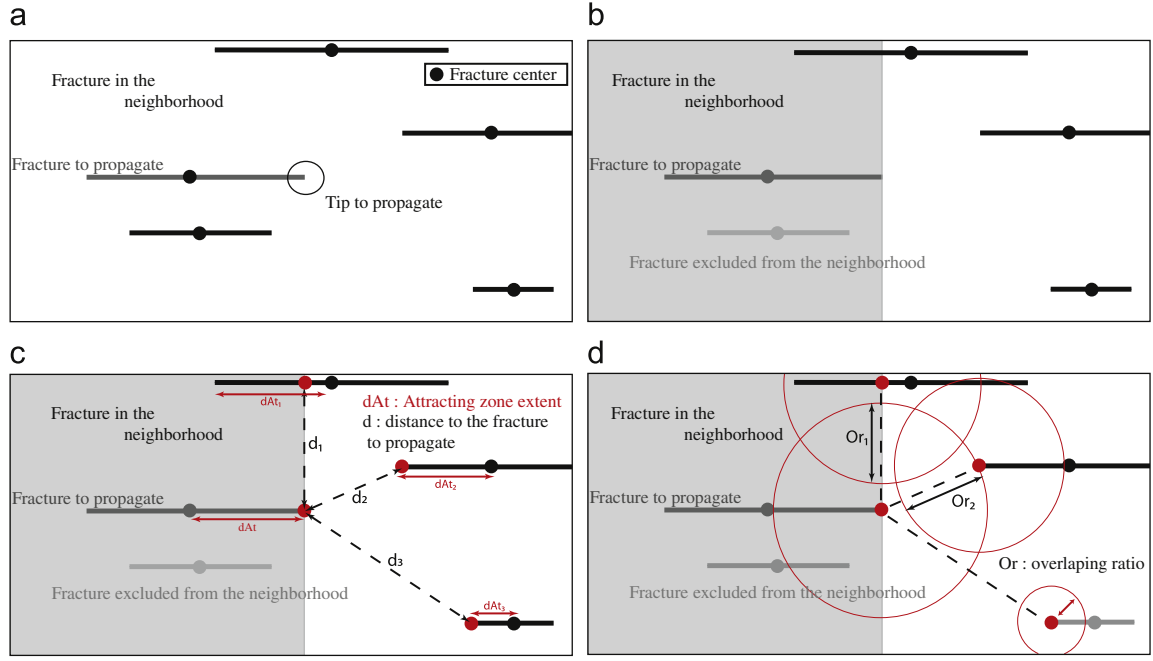 a
Fracture in the
neighborhood
Fracture center
Fracture to propagate
Tip to propagate
b
Fracture in the
neighborhood
Fracture to propagate
Fracture excluded from the neighborhood
c
dAt₁
Fracture in the
neighborhood
dAt : Attracting zone extent
d : distance to the fracture
to propagate
d₁
dAt₂
d₂
Fracture to propagate
dAt
d₃
Fracture excluded from the neighborhood
dAt₃
d
Fracture in the
neighborhood
Or₁
Fracture to propagate
Or₂
Or : overlaping ratio
Fracture excluded from the neighborhood